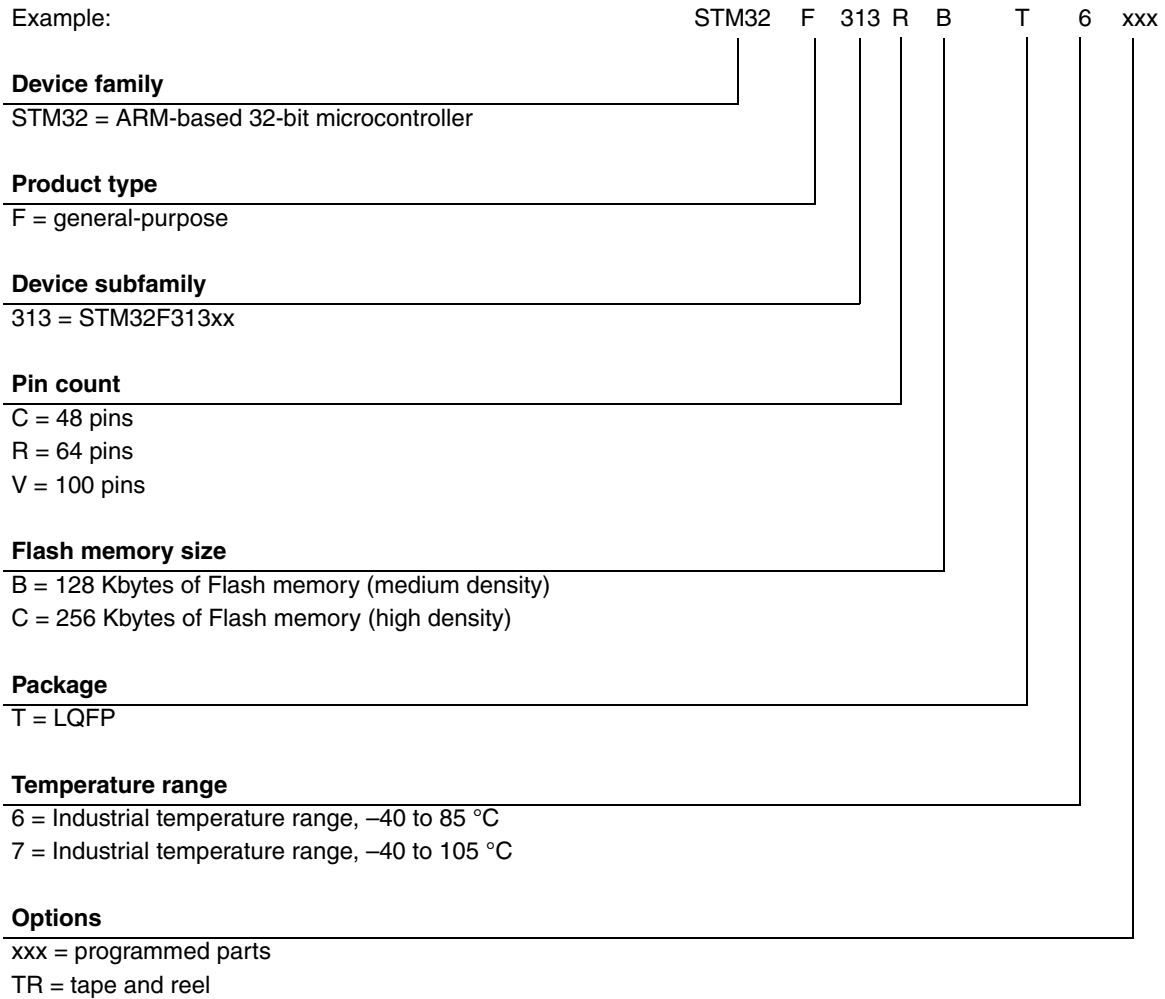 Example: STM32 F 313 R B T 6 xxx
Device family
STM32 = ARM-based 32-bit microcontroller
Product type
F = general-purpose
Device subfamily
313 = STM32F313xx
Pin count
C = 48 pins
R = 64 pins
V = 100 pins
Flash memory size
B = 128 Kbytes of Flash memory (medium density)
C = 256 Kbytes of Flash memory (high density)
Package
T = LQFP
Temperature range
6 = Industrial temperature range, –40 to 85 °C
7 = Industrial temperature range, –40 to 105 °C
Options
xxx = programmed parts
TR = tape and reel